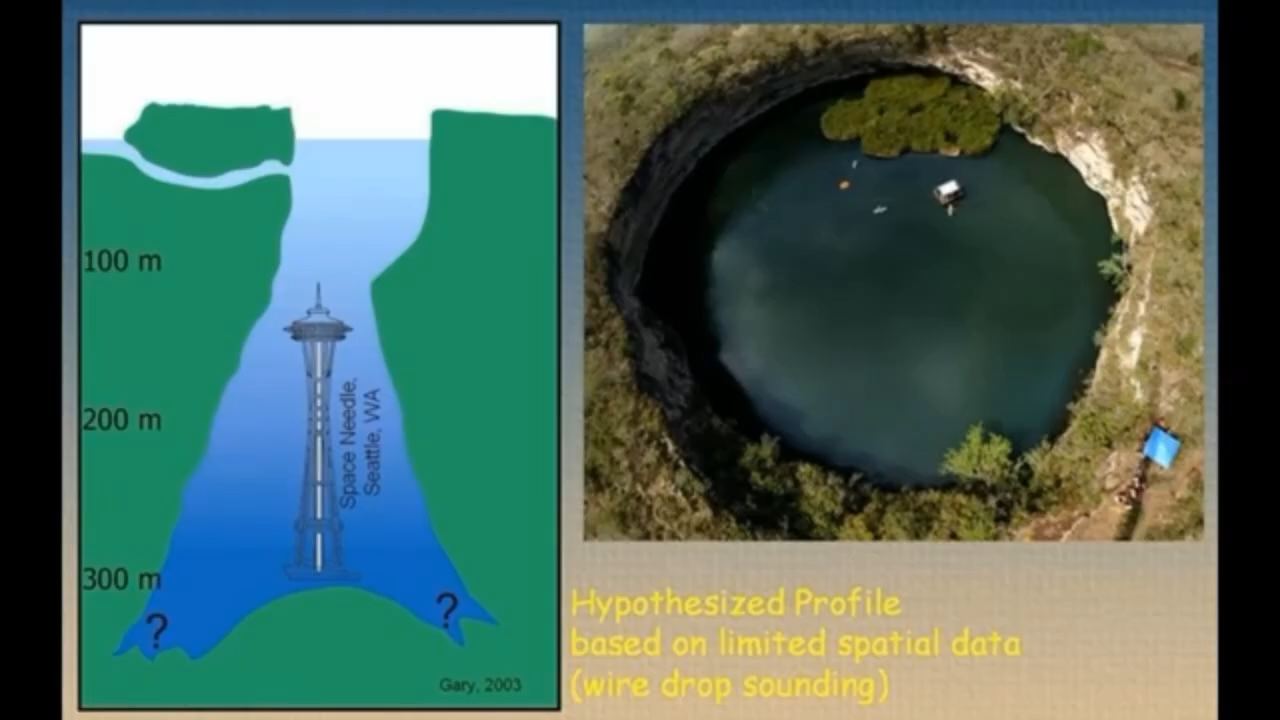 100 m
200 m
300 m
Space Needle,
Seattle, WA
?
?
Gary, 2003
Hypothesized Profile
based on limited spatial data
(wire drop sounding)